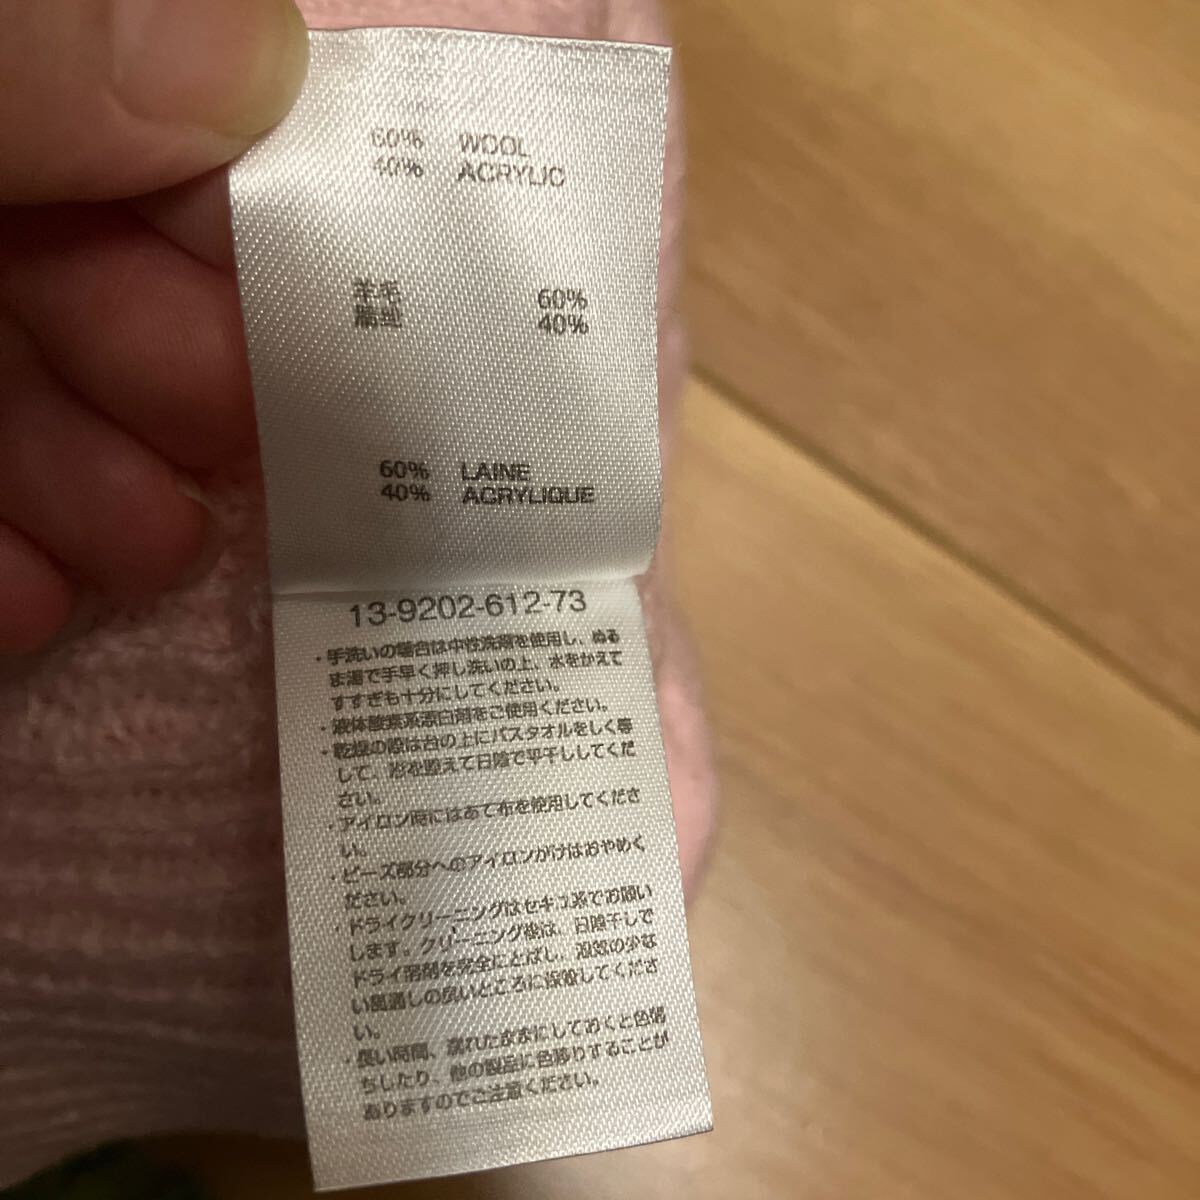 60% WOOL
40% ACRYLIC
羊毛 60%
腈纶 40%
60% LAINE
40% ACRYLIQUE
13-9202-612-73
・手洗いの場合は中性洗剤を使用し、ぬる
ま湯で手早く押し洗いの上、水をかえて
すすぎも十分にしてください。
・液体酸素系漂白剤をご使用ください。
・乾燥の際は台の上にバスタオルをしく等
して、形を整えて日陰で平干ししてくだ
さい。
・アイロン時にはあて布を使用してくださ
い。
・ビーズ部分へのアイロンがけはおやめく
ださい。
・ドライクリーニングはセキユ系でお願い
します。クリーニング後は、日陰干しで
ドライ溶剤を完全にとばし、湿気の少な
い風通しの良いところに保管してくださ
い。
・長い時間、濡れたままにしておくと色落
ちしたり、他の製品に色移りすることが
ありますのでご注意ください。